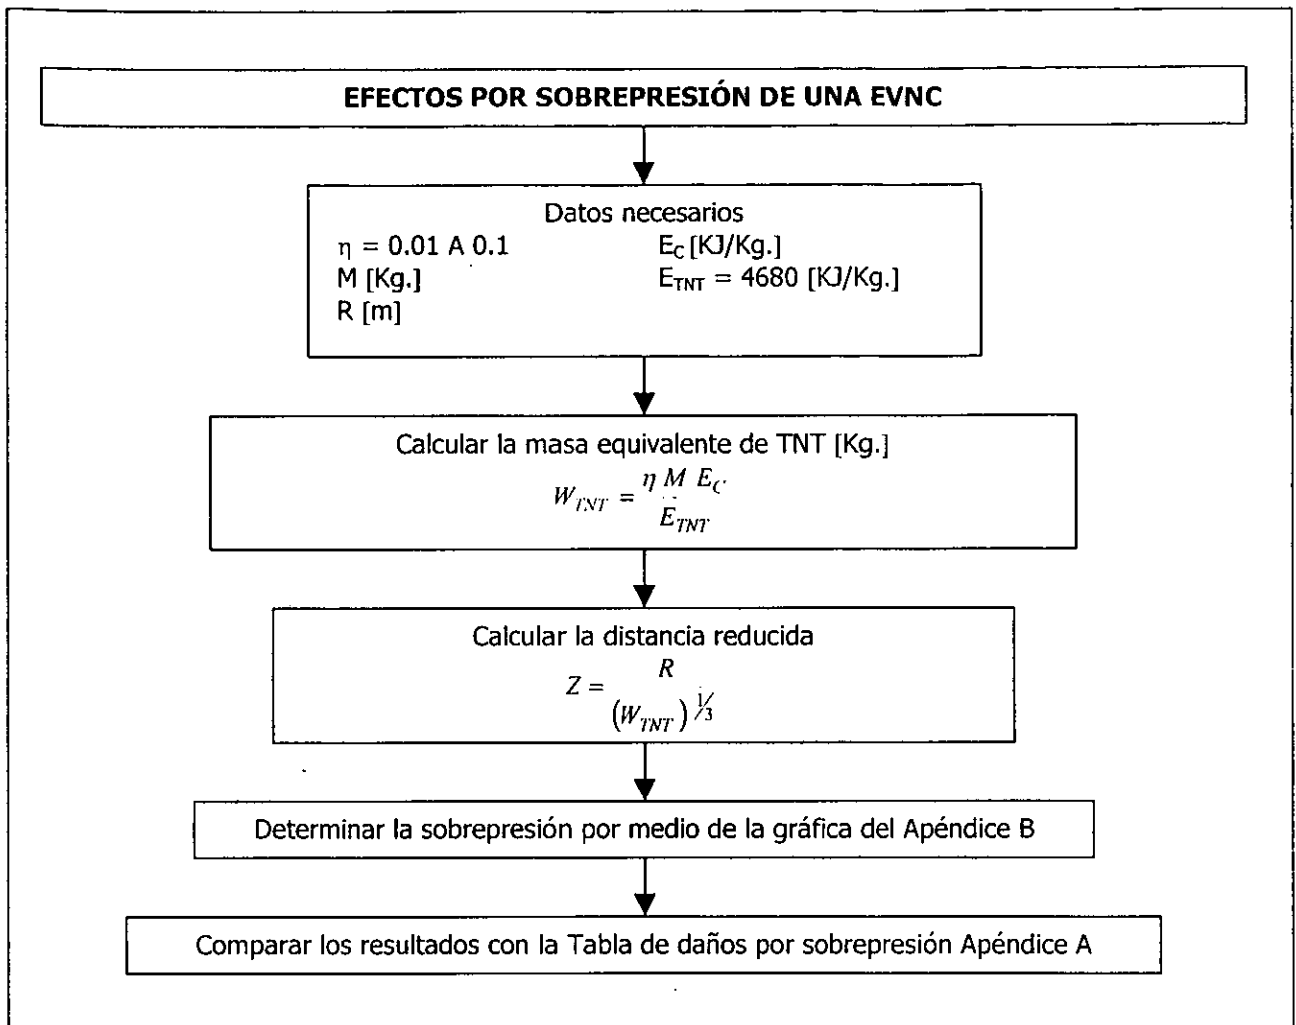 EFECTOS POR SOBREPRESIÓN DE UNA EVNC
Datos necesarios
η = 0.01 A 0.1
E_C [KJ/Kg.]
M [Kg.]
E_TNT = 4680 [KJ/Kg.]
R [m]
Calcular la masa equivalente de TNT [Kg.]
W_TNT = η M E_C / E_TNT
Calcular la distancia reducida
Z = R / (W_TNT)^1/3
Determinar la sobrepresión por medio de la gráfica del Apéndice B
Comparar los resultados con la Tabla de daños por sobrepresión Apéndice A